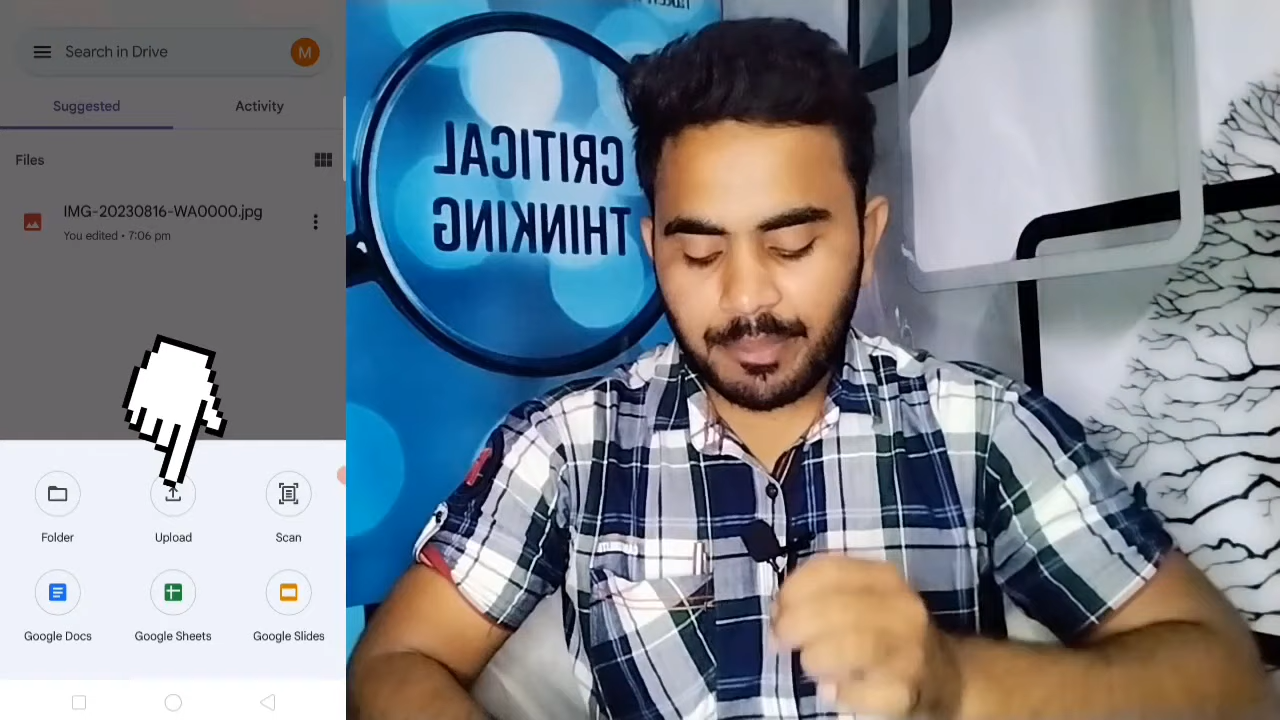 Search in Drive
M
Suggested
Activity
Files
IMG-20230816-WA0000.jpg
You edited • 7:06 pm
Folder
Upload
Scan
Google Docs
Google Sheets
Google Slides
CRITICAL
THINKING